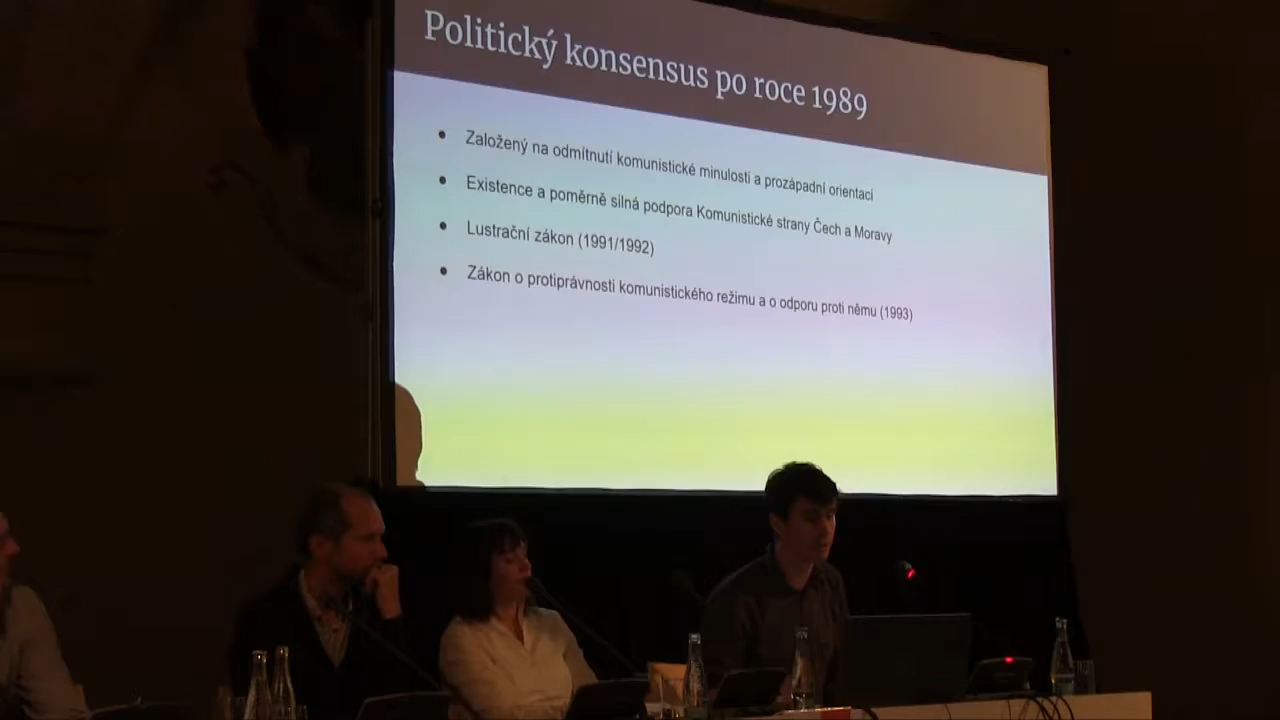 Politický konsensus po roce 1989
Založený na odmítnutí komunistické minulosti a prozápadní orientaci
Existence a poměrně silná podpora Komunistické strany Čech a Moravy
Lustrační zákon (1991/1992)
Zákon o protiprávnosti komunistického režimu a o odporu proti němu (1993)